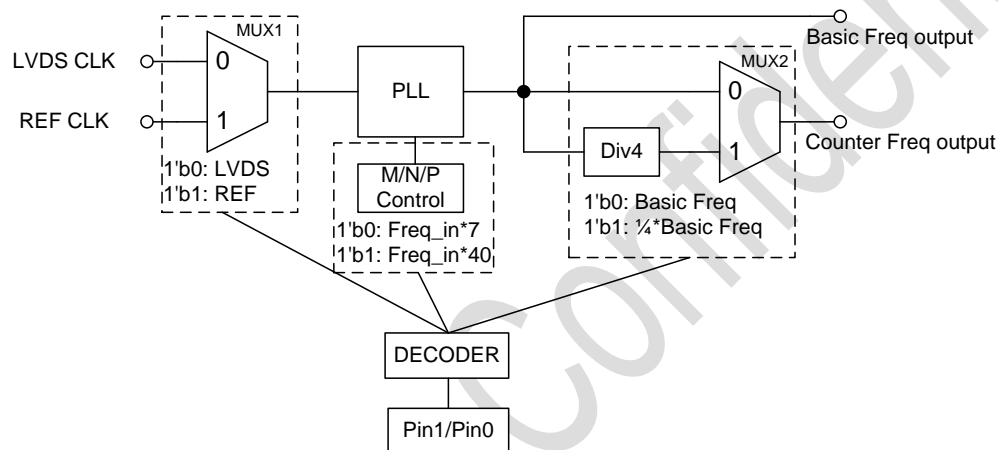 MUX1
LVDS CLK
0
REF CLK
1
1'b0: LVDS
1'b1: REF
PLL
M/N/P
Control
1'b0: Freq_in*7
1'b1: Freq_in*40
Basic Freq output
MUX2
0
Div4
1
Counter Freq output
1'b0: Basic Freq
1'b1: ¼*Basic Freq
DECODER
Pin1/Pin0
Confident